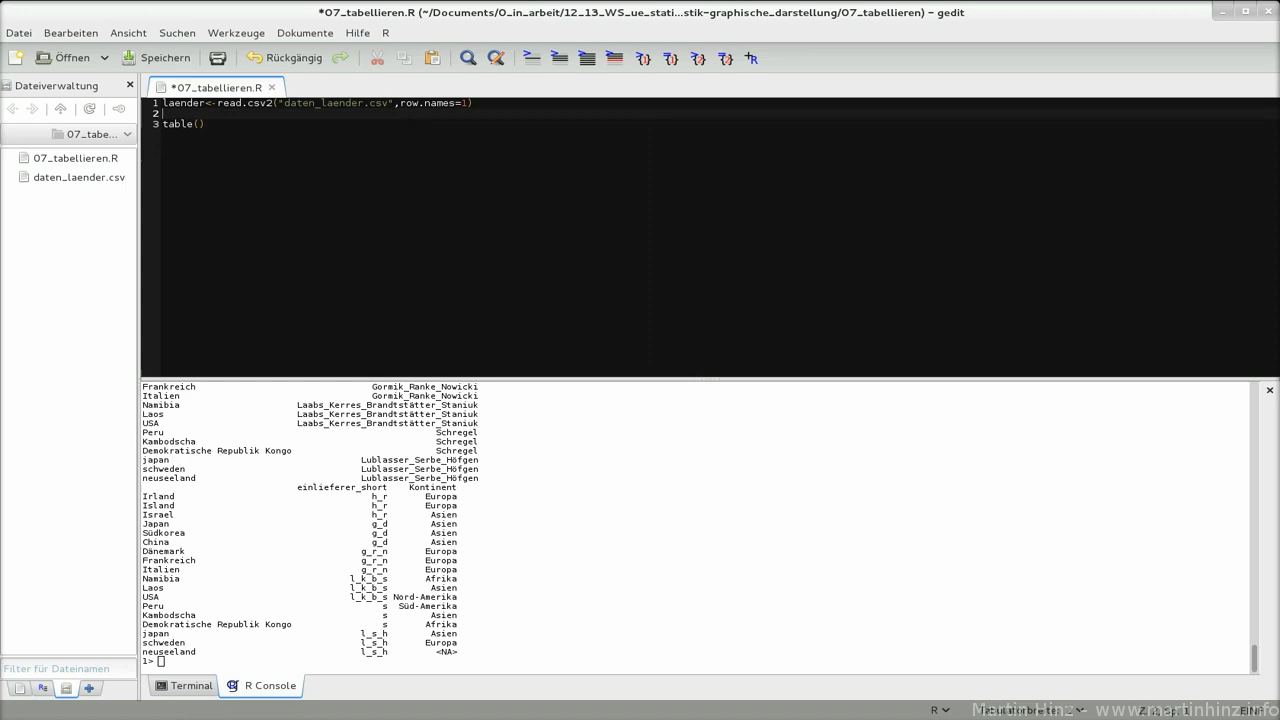 *07_tabellieren.R (~/Documents/0_in_arbeit/12_13_WS_ue_stati...stik-graphische_darstellung/07_tabellieren) - gedit
Datei Bearbeiten Ansicht Suchen Werkzeuge Dokumente Hilfe R
Öffnen Speichern Rückgängig
Dateiverwaltung
*07_tabellieren.R
07_tabe...
07_tabellieren.R
daten_laender.csv
Filter für Dateinamen
1 laender<-read.csv2("daten_laender.csv",row.names=1)
2
3 table()
Frankreich Gormik_Ranke_Nowicki
Italien Gormik_Ranke_Nowicki
Namibia Laabs_Kerres_Brandtstätter_Staniuk
Laos Laabs_Kerres_Brandtstätter_Staniuk
USA Laabs_Kerres_Brandtstätter_Staniuk
Peru Schregel
Kambodscha Schregel
Demokratische Republik Kongo Schregel
japan Lublasser_Serbe_Höfgen
schweden Lublasser_Serbe_Höfgen
neuseeland Lublasser_Serbe_Höfgen
einlieferer_short Kontinent
Irland h_r Europa
Island h_r Europa
Israel h_r Asien
Japan g_d Asien
Südkorea g_d Asien
China g_d Asien
Dänemark g_r_n Europa
Frankreich g_r_n Europa
Italien g_r_n Europa
Namibia l_k_b_s Afrika
Laos l_k_b_s Asien
USA l_k_b_s Nord-Amerika
Peru s Süd-Amerika
Kambodscha s Asien
Demokratische Republik Kongo s Afrika
japan l_s_h Asien
schweden l_s_h Europa
neuseeland l_s_h <NA>
1>
Terminal R Console
R
Martin Hinz - www.martinhinz.info